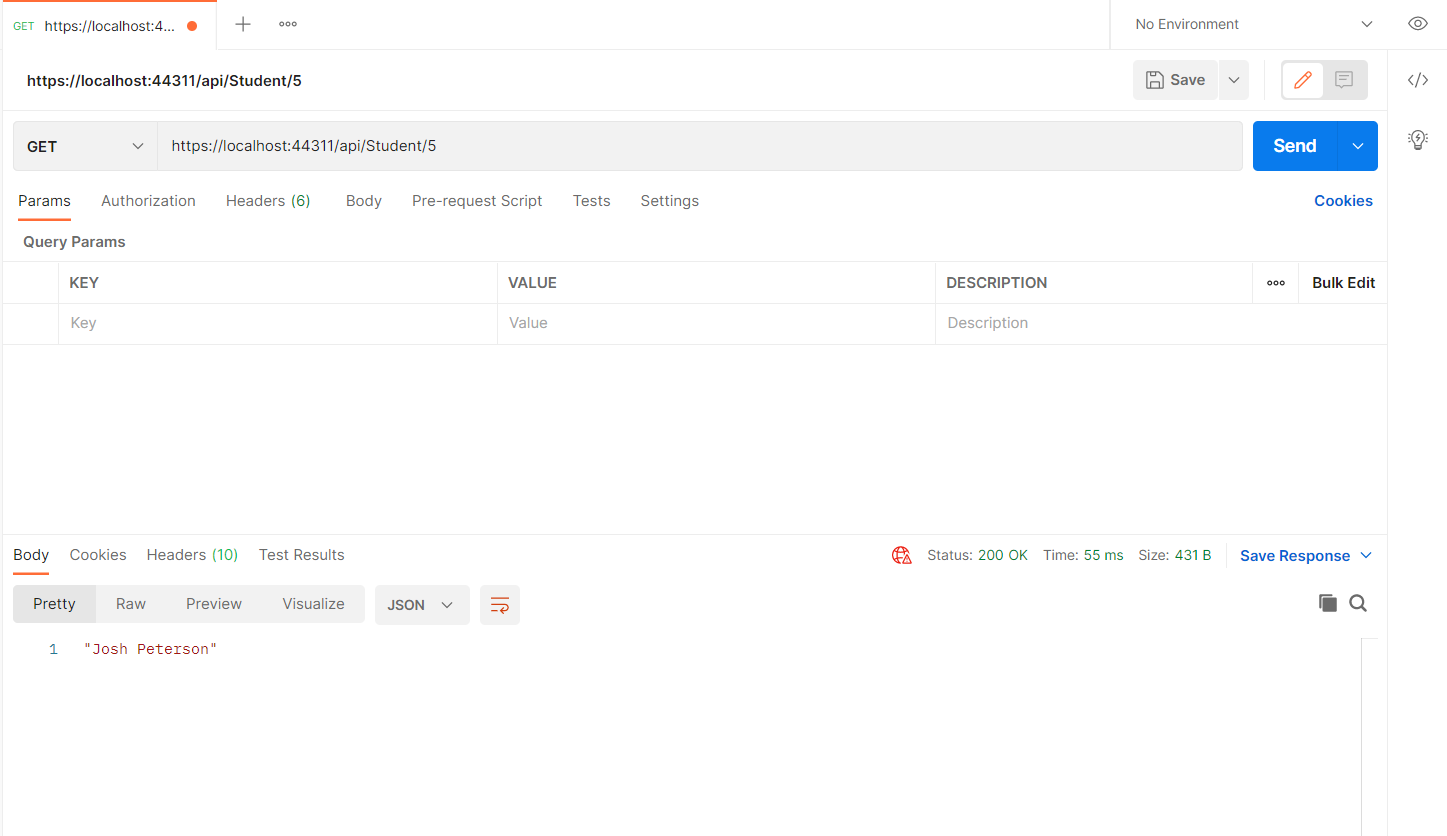 GET https://localhost:4... No Environment
https://localhost:44311/api/Student/5 Save
GET https://localhost:44311/api/Student/5 Send
Params Authorization Headers (6) Body Pre-request Script Tests Settings Cookies
Query Params
KEY VALUE DESCRIPTION Bulk Edit
Key Value Description
Body Cookies Headers (10) Test Results Status: 200 OK Time: 55 ms Size: 431 B Save Response
Pretty Raw Preview Visualize JSON
1 "Josh Peterson"